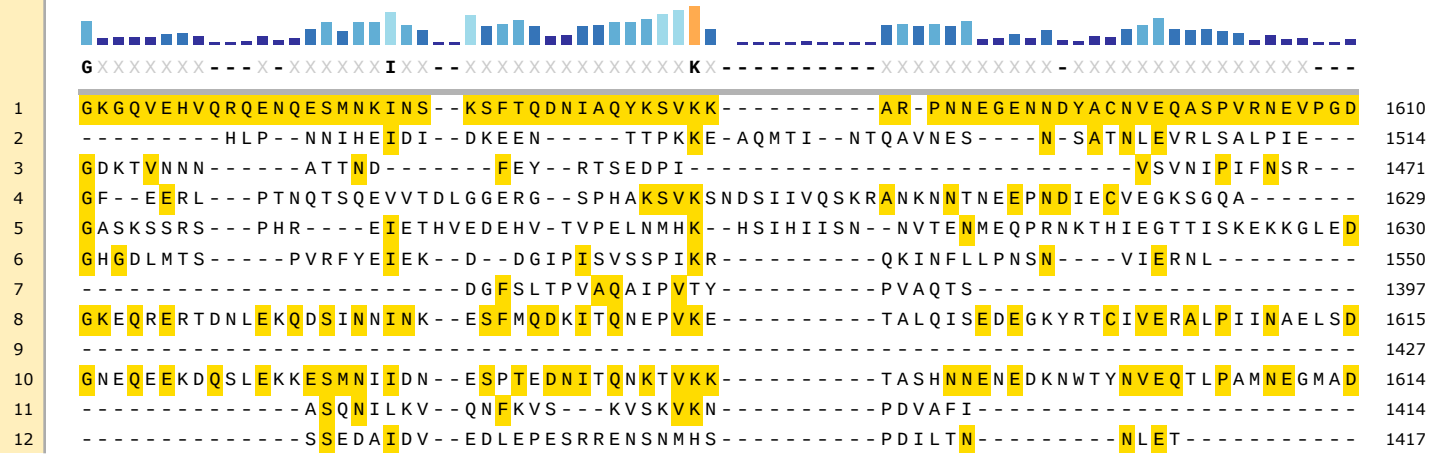 GXXXXXXX---X-XXXXXXIXX--XXXXXXXXXXXXXXKX----------XXXXXXXXXXX-XXXXXXXXXXXXXXX---
1 GKGQVEHVQRQENQESMNKINS--KSFTQDNIAQYKSVKK----------AR-PNNEGENNDYACNVEQASPVRNEVPGD 1610
2 ---------HLP--NNIHEIDI--DKEEN-----TTPKKE-AQMTI--NTQAVNES----N-SATNLEVRLSALPIE--- 1514
3 GDKTVNNN------ATTND-------FEY--RTSEDPI----------------------------VSVNIPIFNSR--- 1471
4 GF--EERL---PTNQTSQEVVTDLGGERG--SPHAKSVKSNDSIIVQSKRANKNNTNEEPNDIECVEGKSGQA------- 1629
5 GASKSSRS---PHR----EIETHVEDEHV-TVPELNMHK--HSIHIISN--NVTENMEQPRNKTHIEGTTISKEKKGLED 1630
6 GHGDLMTS-----PVRFYEIEK--D--DGIPISVSSPIKR----------QKINFLLPNSN----VIERNL--------- 1550
7 ------------------------DGFSLTPVAQAIPVTY----------PVAQTS------------------------ 1397
8 GKEQRERTDNLEKQDSINNINK--ESFMQDKITQNEPVKE----------TALQISEDEGKYRTCIVERALPIINAELSD 1615
9 -------------------------------------------------------------------------------- 1427
10 GNEQEEKDQSLEKKESMNIIDN--ESPTEDNITQNKTVKK----------TASHNNENEDKNWTYNVEQTLPAMNEGMAD 1614
11 --------------ASQNILKV--QNFKVS---KVSKVKN----------PDVAFI------------------------ 1414
12 --------------SSEDAIDV--EDLEPESRRENSNMHS----------PDILTN---------NLET----------- 1417